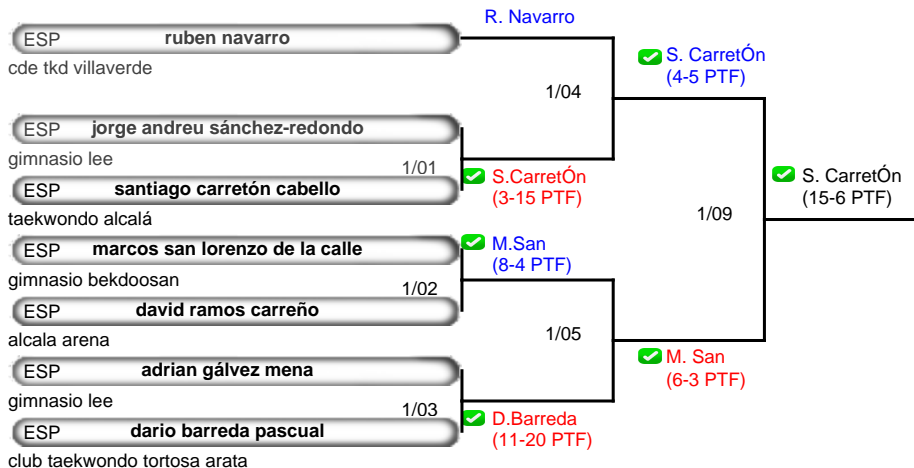 R. Navarro
ESP ruben navarro
cde tkd villaverde
S. CarretÓn
(4-5 PTF)
1/04
ESP jorge andreu sánchez-redondo
gimnasio lee
1/01
ESP santiago carretón cabello
taekwondo alcalá
S.CarretÓn
(3-15 PTF)
S. CarretÓn
(15-6 PTF)
1/09
ESP marcos san lorenzo de la calle
gimnasio bekdoosan
M.San
(8-4 PTF)
1/02
ESP david ramos carreño
alcala arena
1/05
M. San
(6-3 PTF)
ESP adrian gálvez mena
gimnasio lee
1/03
ESP dario barreda pascual
club taekwondo tortosa arata
D.Barreda
(11-20 PTF)